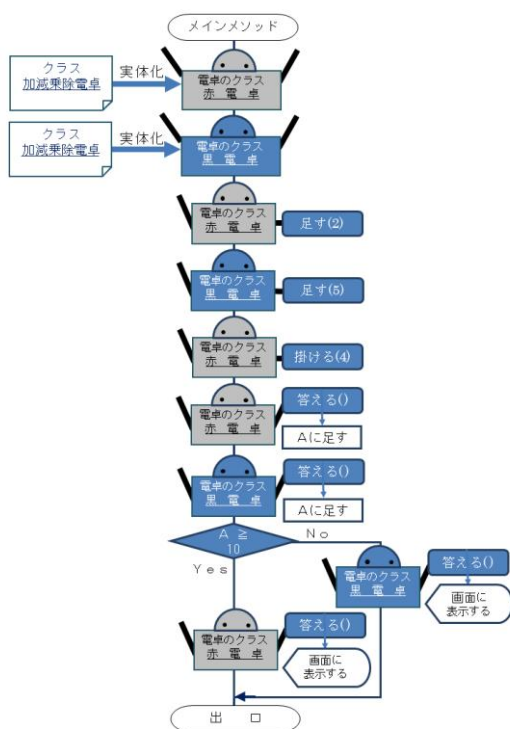 メインメソッド
クラス
加減乗除電卓
実体化
電卓のクラス
赤 電 卓
クラス
加減乗除電卓
実体化
電卓のクラス
黒 電 卓
電卓のクラス
赤 電 卓
足す(2)
電卓のクラス
黒 電 卓
足す(5)
電卓のクラス
赤 電 卓
掛ける(4)
電卓のクラス
赤 電 卓
答える()
Aに足す
電卓のクラス
黒 電 卓
答える()
Aに足す
A ≧
10
No
Yes
電卓のクラス
黒 電 卓
答える()
画面に
表示する
電卓のクラス
赤 電 卓
答える()
画面に
表示する
出 口